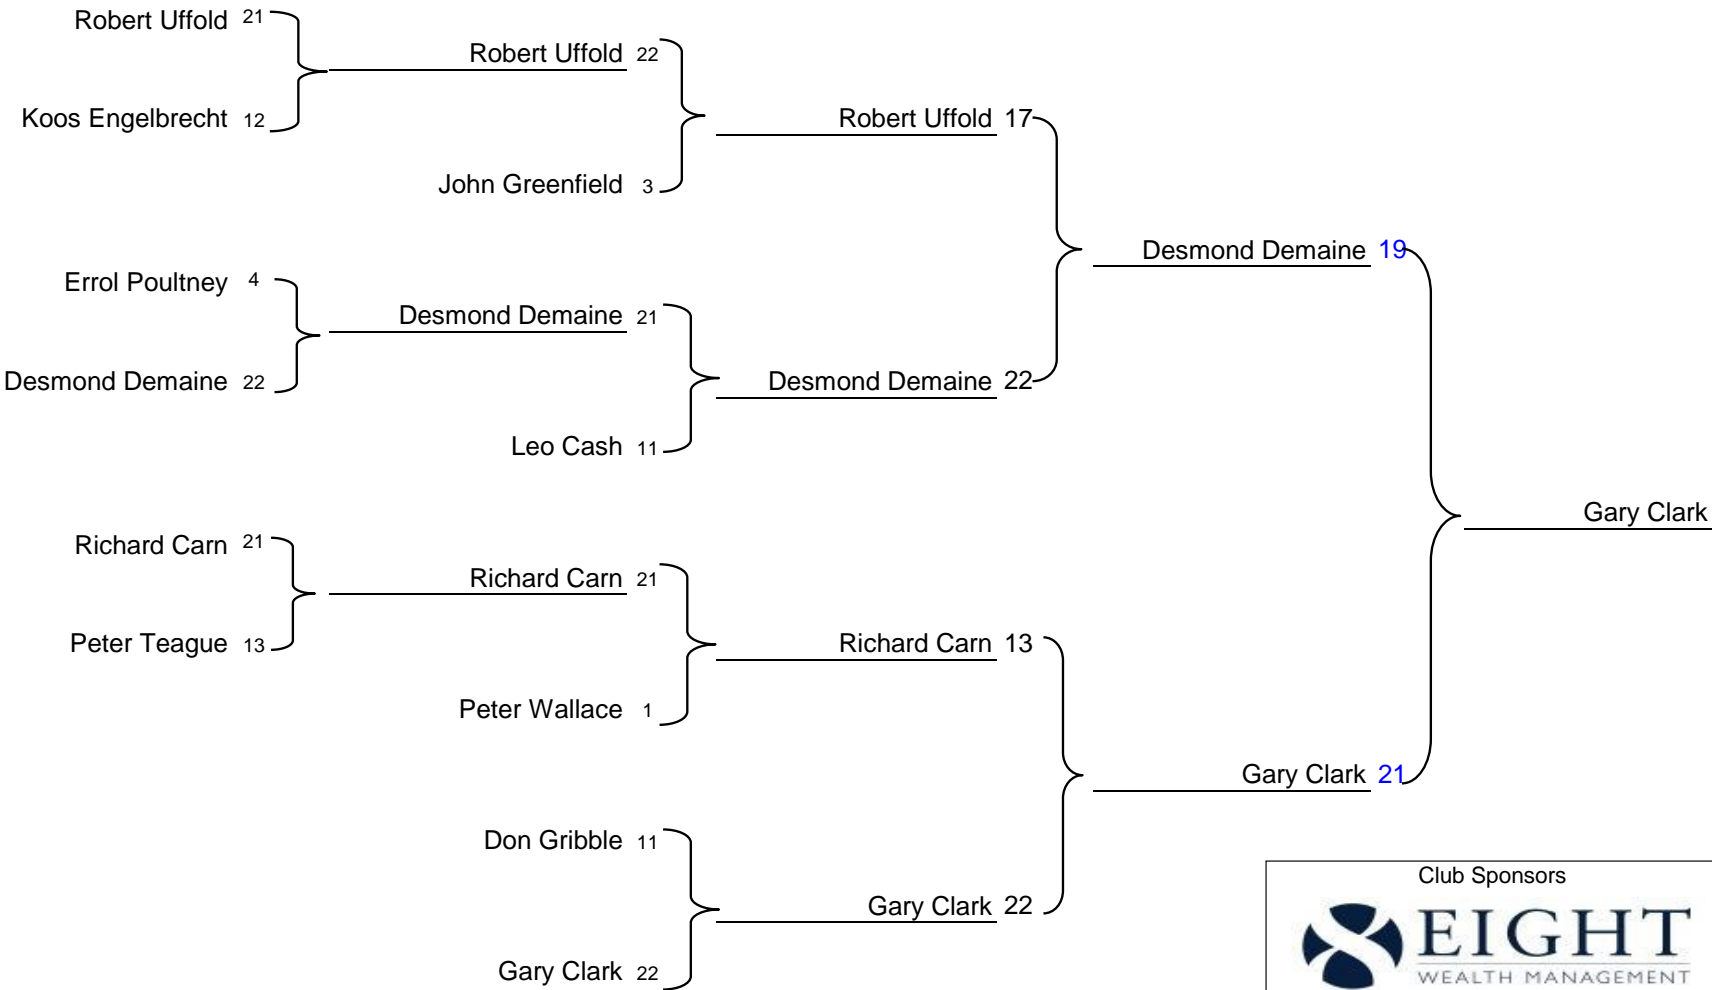 Robert Uffold 21
Robert Uffold 22
Koos Engelbrecht 12
Robert Uffold 17
John Greenfield 3
Desmond Demaine 19
Errol Poultney 4
Desmond Demaine 21
Desmond Demaine 22
Desmond Demaine 22
Leo Cash 11
Gary Clark
Richard Carn 21
Richard Carn 21
Peter Teague 13
Richard Carn 13
Peter Wallace 1
Gary Clark 21
Don Gribble 11
Club Sponsors
Gary Clark 22
EIGHT
WEALTH MANAGEMENT
Gary Clark 22